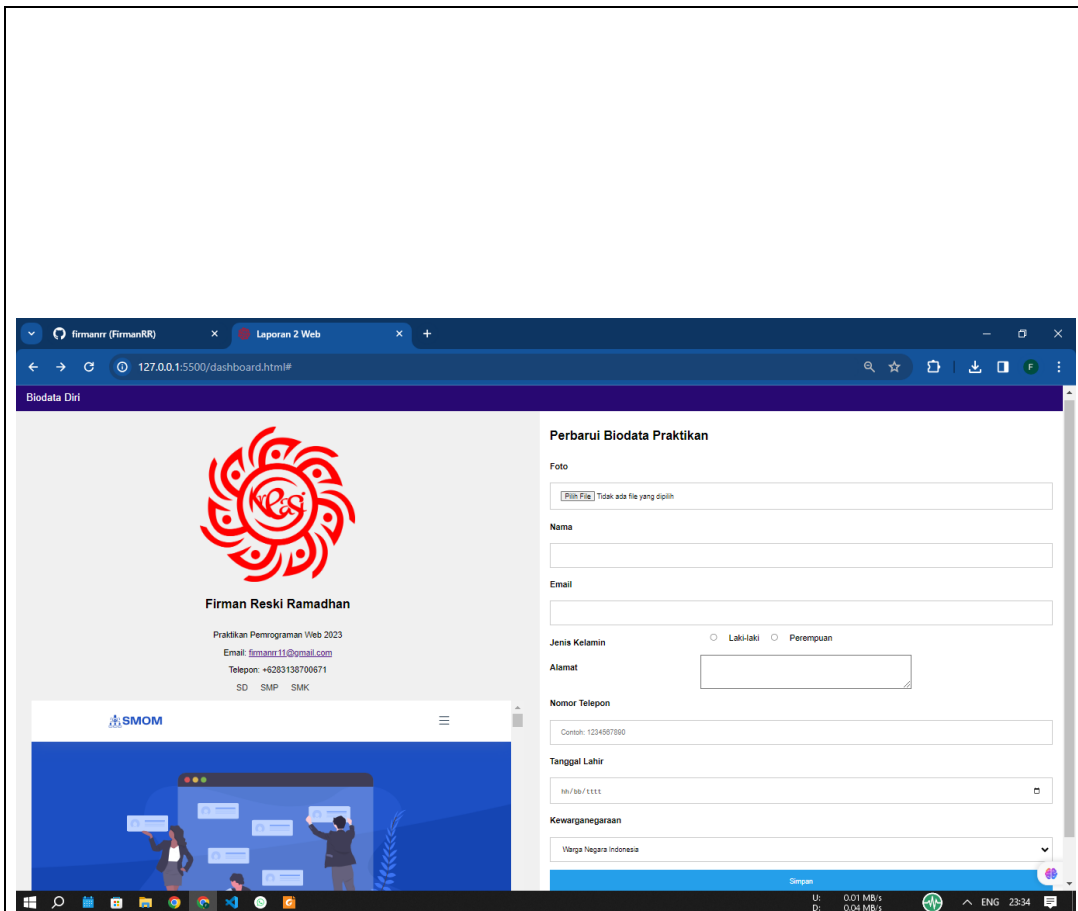 firmanrr (FirmanRR)
Laporan 2 Web
127.0.0.1:5500/dashboard.html#
F
Biodata Diri
Kreasi
Firman Reski Ramadhan
Praktikan Pemrograman Web 2023
Email: firmanrr11@gmail.com
Telepon: +6283138700671
SD SMP SMK
SMOM
Perbarui Biodata Praktikan
Foto
Pilih File Tidak ada file yang dipilih
Nama
Email
Jenis Kelamin Laki-laki Perempuan
Alamat
Nomor Telepon
Contoh: 1234567890
Tanggal Lahir
hh/bb/tttt
Kewarganegaraan
Warga Negara Indonesia
Simpan
U: 0.01 MB/s
D: 0.04 MB/s
ENG 23:34